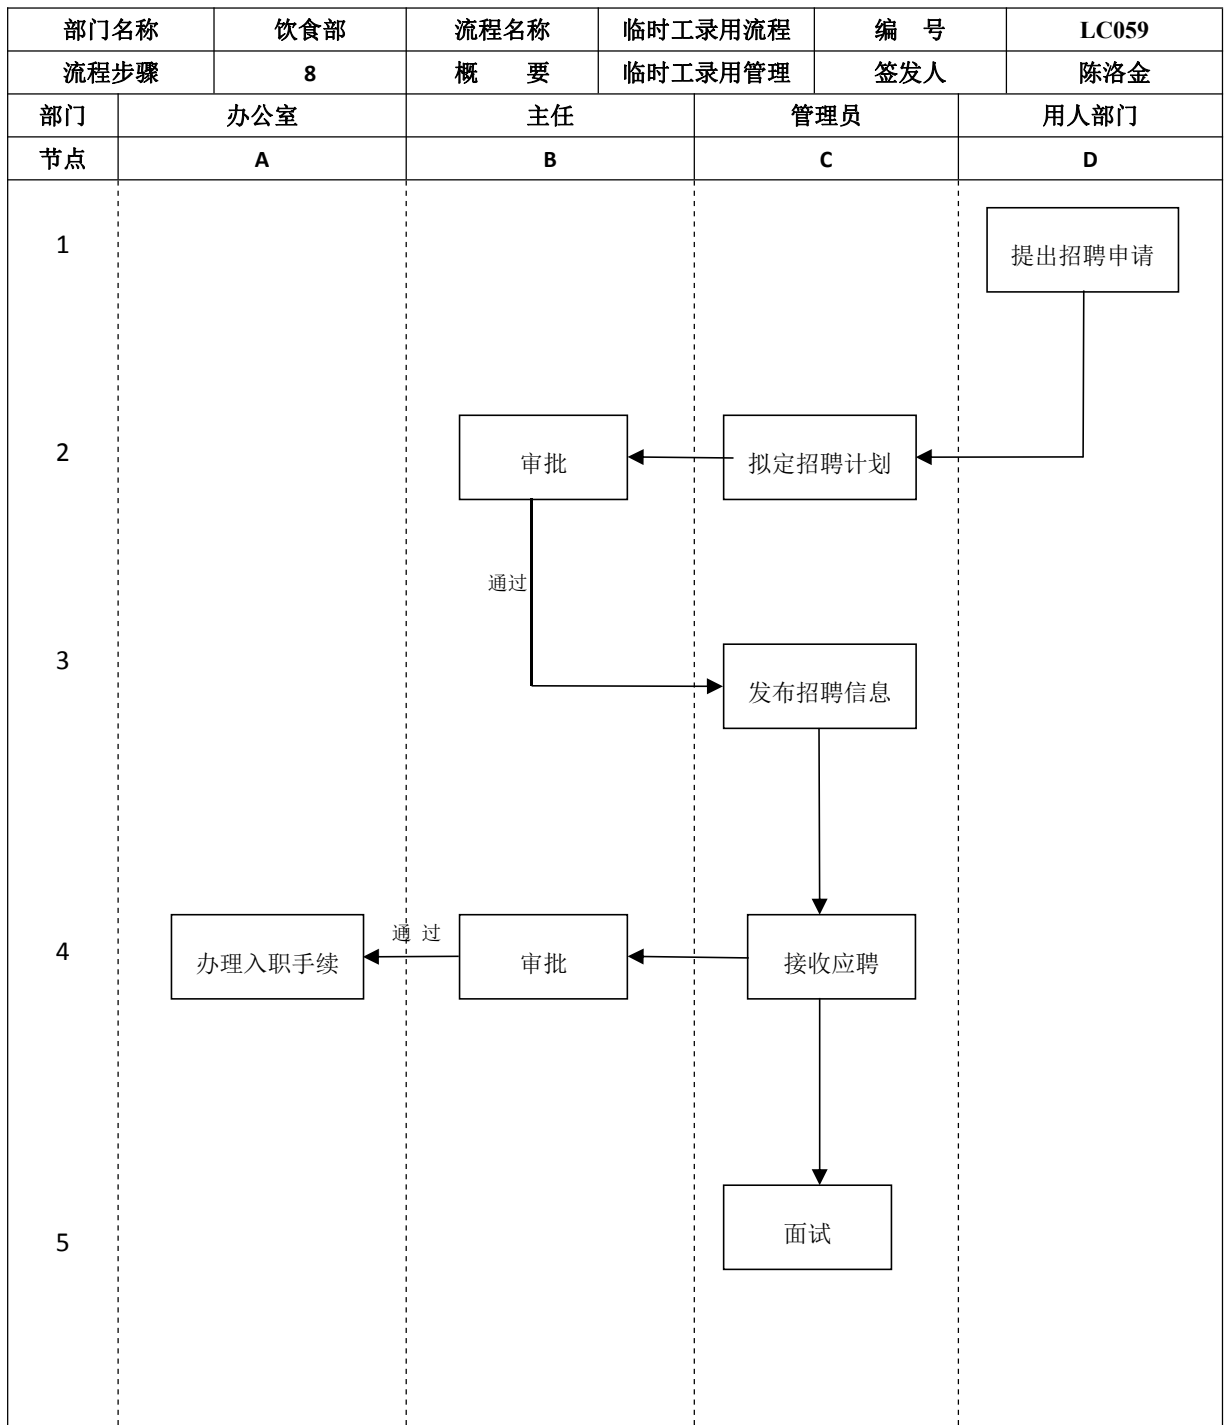 部门名称 饮食部 流程名称 临时工录用流程 编 号 LC059
流程步骤 8 概 要 临时工录用管理 签发人 陈洛金
部门 办公室 主任 管理员 用人部门
节点 A B C D
1 提出招聘申请
2 审批 拟定招聘计划
通过
3 发布招聘信息
通 过
4 办理入职手续 审批 接收应聘
5 面试